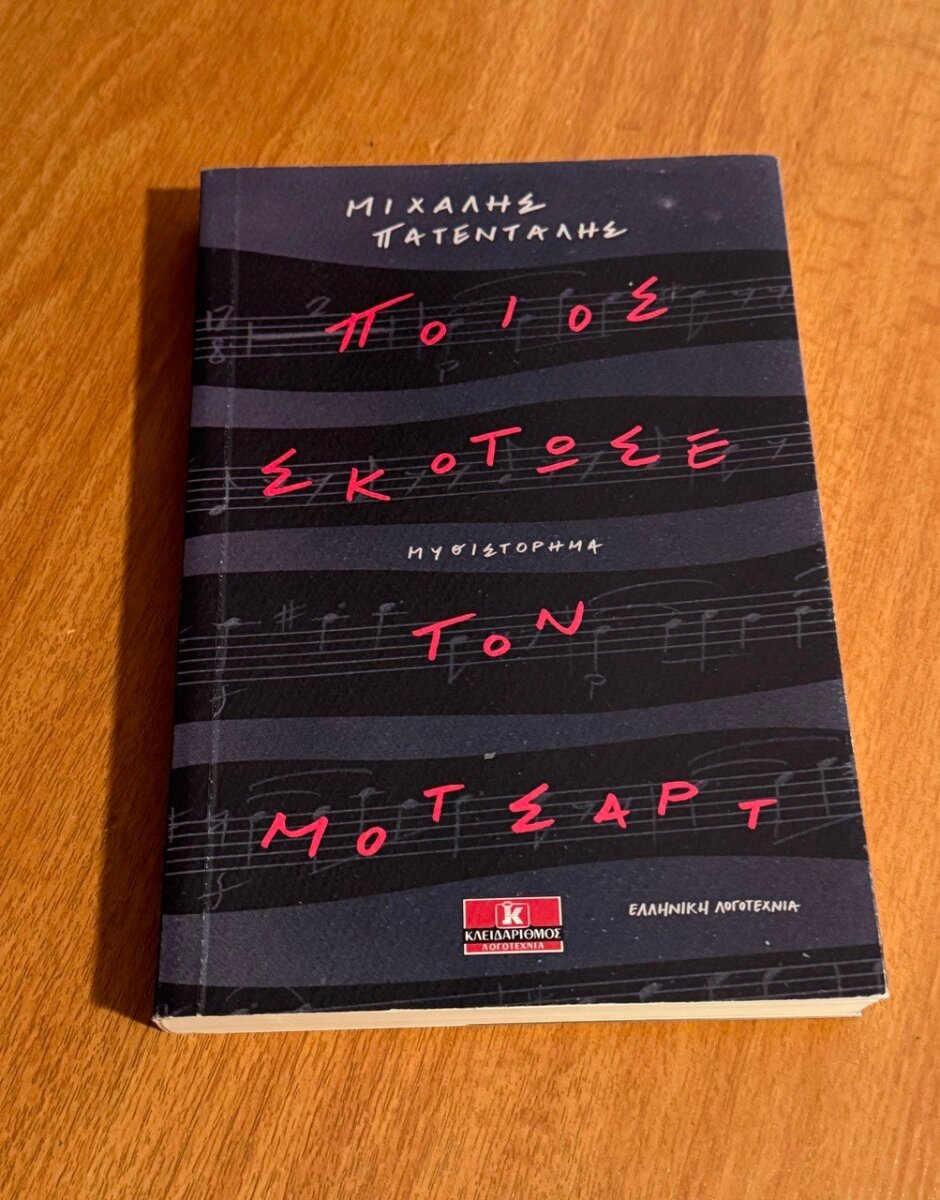 ΜΙΧΑΛΗΣ
ΠΑΤΕΝΤΑΛΗΣ
ΠΟΙΟΣ
ΣΚΟΤΩΣΕ
ΜΥΘΙΣΤΟΡΗΜΑ
ΤΟΝ
ΜΟΤΣΑΡΤ
ΚΛΕΙΔΑΡΙΘΜΟΣ
ΛΟΓΟΤΕΧΝΙΑ
ΕΛΛΗΝΙΚΗ ΛΟΓΟΤΕΧΝΙΑ